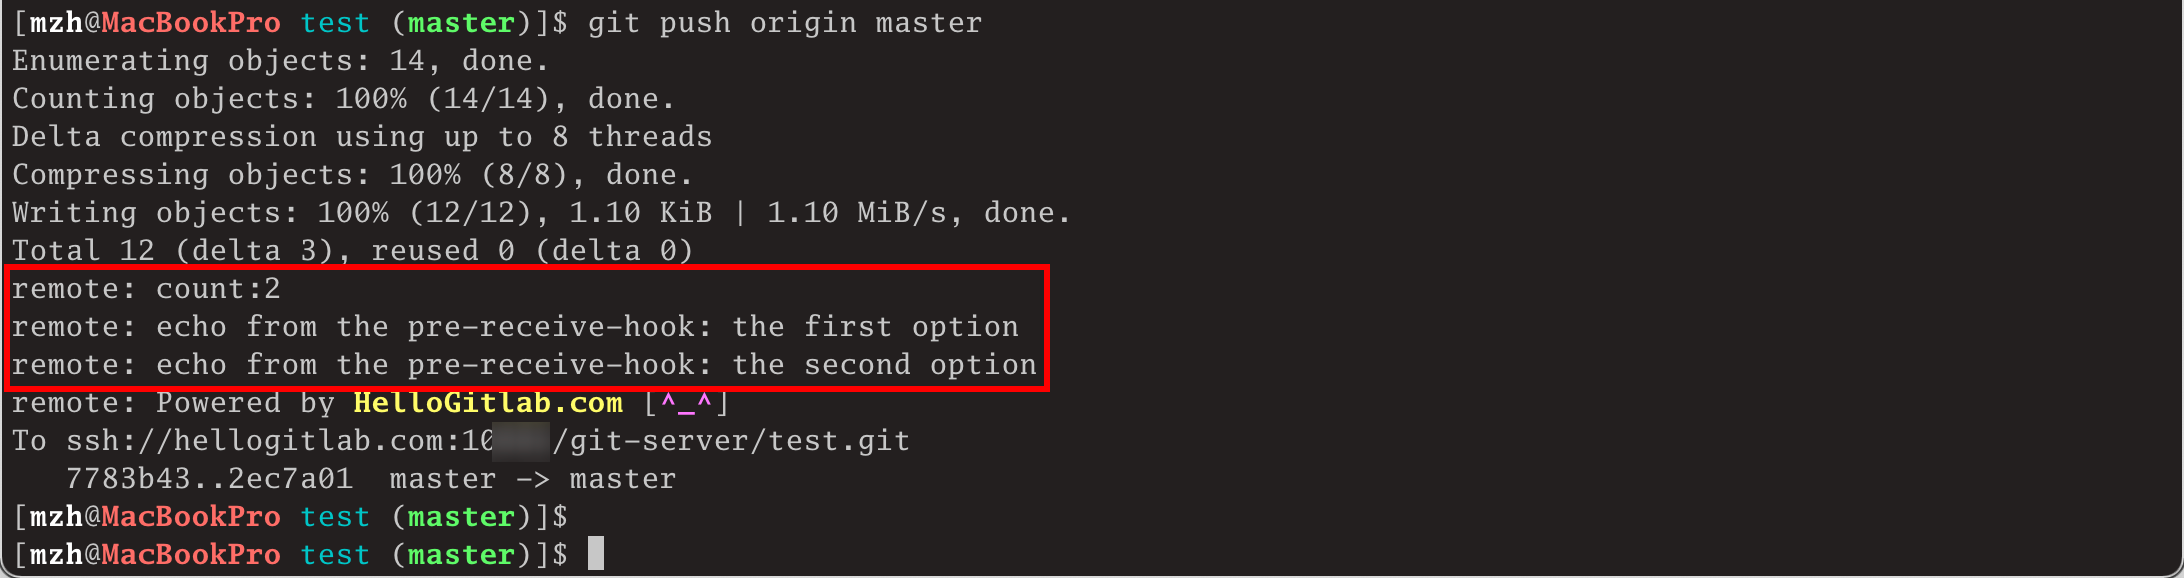 [mzh@MacBookPro test (master)]$ git push origin master
Enumerating objects: 14, done.
Counting objects: 100% (14/14), done.
Delta compression using up to 8 threads
Compressing objects: 100% (8/8), done.
Writing objects: 100% (12/12), 1.10 KiB | 1.10 MiB/s, done.
Total 12 (delta 3), reused 0 (delta 0)
remote: count:2
remote: echo from the pre-receive-hook: the first option
remote: echo from the pre-receive-hook: the second option
remote: Powered by HelloGitlab.com [^_^]
To ssh://hellogitlab.com:10 /git-server/test.git
   7783b43..2ec7a01  master -> master
[mzh@MacBookPro test (master)]$
[mzh@MacBookPro test (master)]$